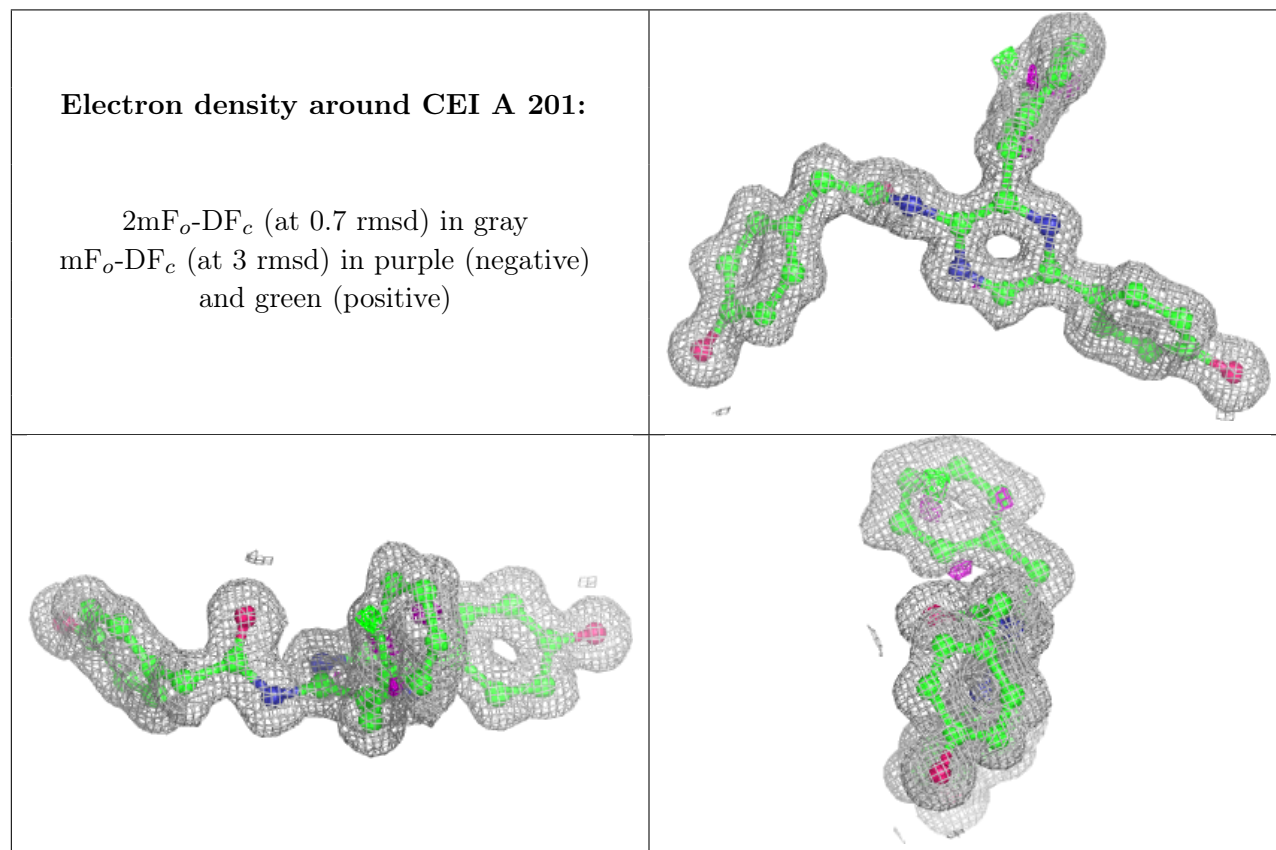 Electron density around CEI A 201:
2mFo-DFc (at 0.7 rmsd) in gray
mFo-DFc (at 3 rmsd) in purple (negative)
and green (positive)